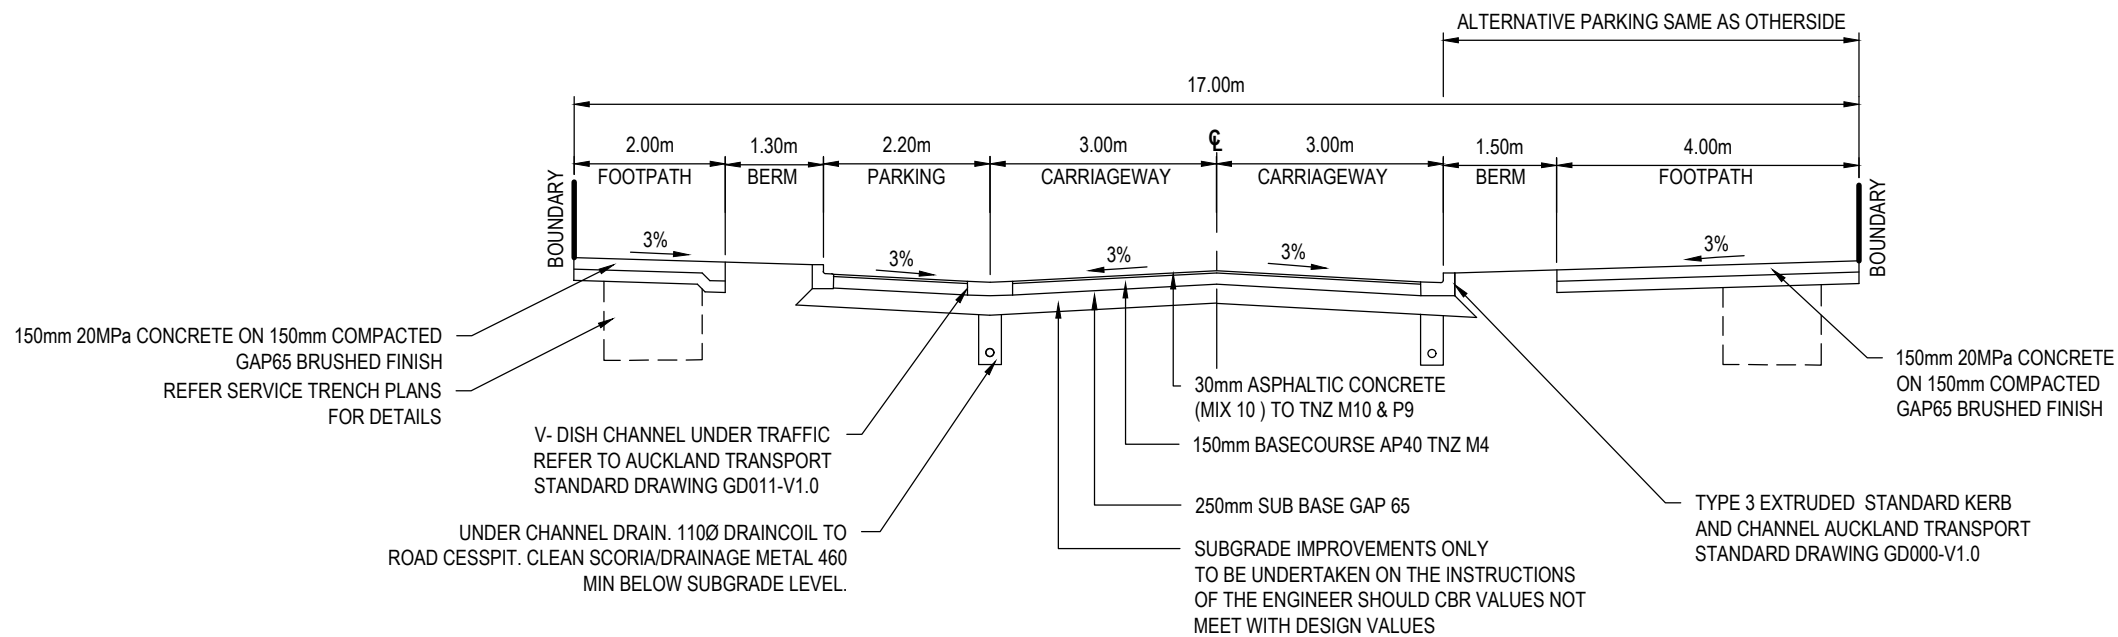 ALTERNATIVE PARKING SAME AS OTHERSIDE
17.00m
2.00m
1.30m
2.20m
3.00m
℄
3.00m
1.50m
4.00m
FOOTPATH
BERM
PARKING
CARRIAGEWAY
CARRIAGEWAY
BERM
FOOTPATH
BOUNDARY
BOUNDARY
3%
3%
3%
3%
3%
150mm 20MPa CONCRETE ON 150mm COMPACTED
GAP65 BRUSHED FINISH
REFER SERVICE TRENCH PLANS
FOR DETAILS
V- DISH CHANNEL UNDER TRAFFIC
REFER TO AUCKLAND TRANSPORT
STANDARD DRAWING GD011-V1.0
UNDER CHANNEL DRAIN. 110Ø DRAINCOIL TO
ROAD CESSPIT. CLEAN SCORIA/DRAINAGE METAL 460
MIN BELOW SUBGRADE LEVEL.
30mm ASPHALTIC CONCRETE
(MIX 10 ) TO TNZ M10 & P9
150mm BASECOURSE AP40 TNZ M4
250mm SUB BASE GAP 65
SUBGRADE IMPROVEMENTS ONLY
TO BE UNDERTAKEN ON THE INSTRUCTIONS
OF THE ENGINEER SHOULD CBR VALUES NOT
MEET WITH DESIGN VALUES
150mm 20MPa CONCRETE
ON 150mm COMPACTED
GAP65 BRUSHED FINISH
TYPE 3 EXTRUDED STANDARD KERB
AND CHANNEL AUCKLAND TRANSPORT
STANDARD DRAWING GD000-V1.0